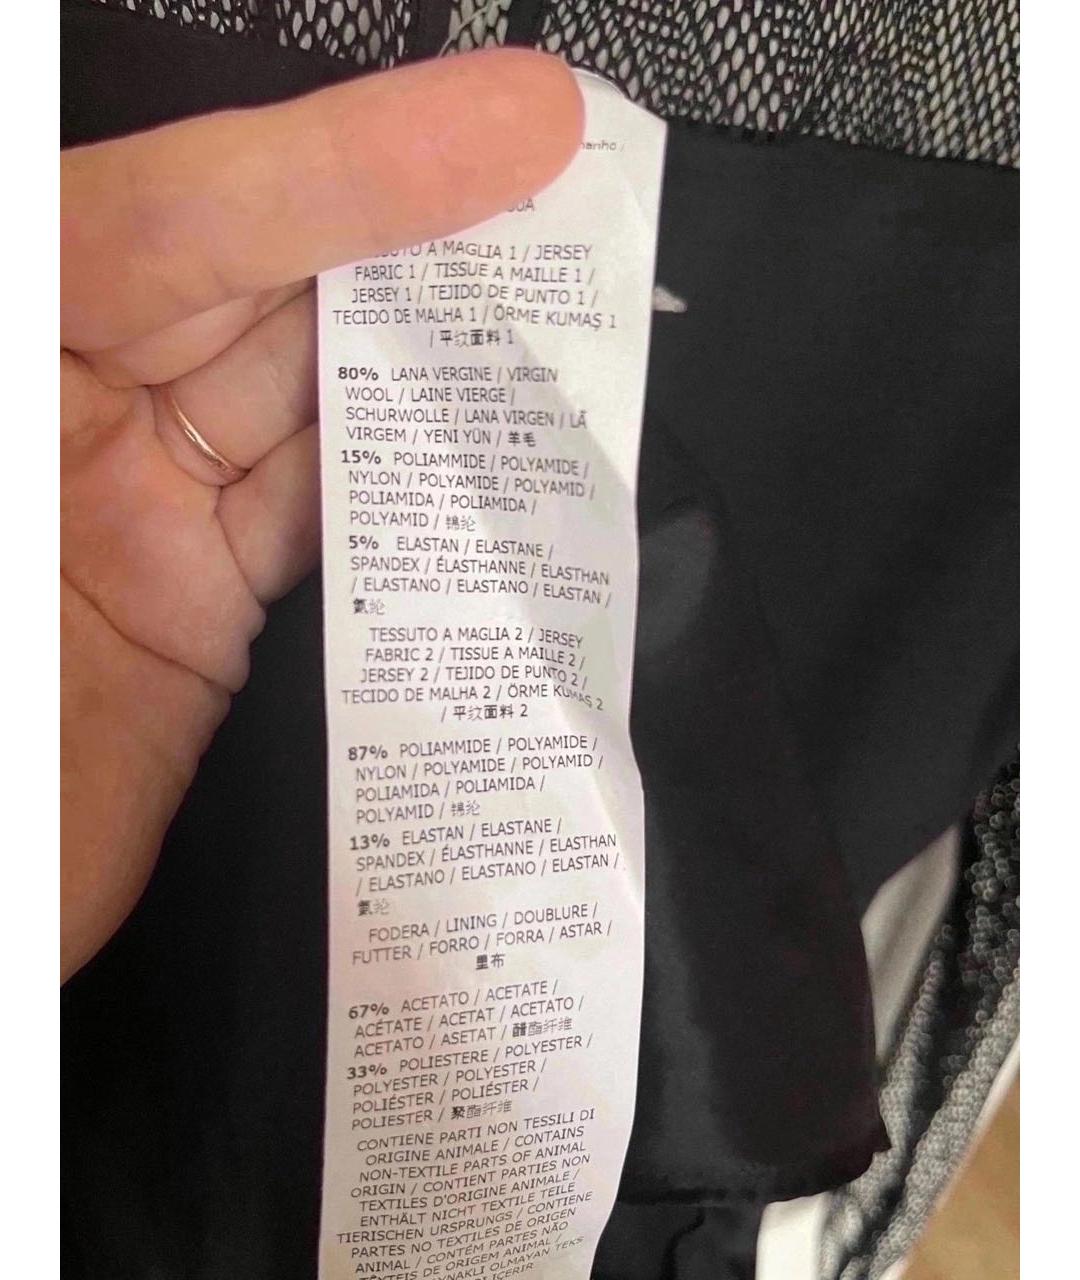 A MAGLIA 1 / JERSEY
FABRIC 1 / TISSUE A MAILLE 1 /
JERSEY 1 / TEJIDO DE PUNTO 1 /
TECIDO DE MALHA 1 / ÖRME KUMAŞ 1
/ 平纹面料 1
80% LANA VERGINE / VIRGIN
WOOL / LAINE VIERGE /
SCHURWOLLE / LANA VIRGEN / LÃ
VIRGEM / YENI YÜN / 羊毛
15% POLIAMMIDE / POLYAMIDE /
NYLON / POLYAMIDE / POLYAMID /
POLIAMIDA / POLIAMIDA /
POLYAMID / 锦纶
5% ELASTAN / ELASTANE /
SPANDEX / ÉLASTHANNE / ELASTHAN
/ ELASTANO / ELASTANO / ELASTAN /
氨纶
TESSUTO A MAGLIA 2 / JERSEY
FABRIC 2 / TISSUE A MAILLE 2 /
JERSEY 2 / TEJIDO DE PUNTO 2 /
TECIDO DE MALHA 2 / ÖRME KUMAŞ 2
/ 平纹面料 2
87% POLIAMMIDE / POLYAMIDE /
NYLON / POLYAMIDE / POLYAMID /
POLIAMIDA / POLIAMIDA /
POLYAMID / 锦纶
13% ELASTAN / ELASTANE /
SPANDEX / ÉLASTHANNE / ELASTHAN
/ ELASTANO / ELASTANO / ELASTAN /
氨纶
FODERA / LINING / DOUBLURE /
FUTTER / FORRO / FORRA / ASTAR /
里布
67% ACETATO / ACETATE /
ACÉTATE / ACETAT / ACETATO /
ACETATO / ASETAT / 醋酯纤维
33% POLIESTERE / POLYESTER /
POLYESTER / POLYESTER /
POLIÉSTER / POLIÉSTER /
POLIESTER / 聚酯纤维
CONTIENE PARTI NON TESSILI DI
ORIGINE ANIMALE / CONTAINS
NON-TEXTILE PARTS OF ANIMAL
ORIGIN / CONTIENT PARTIES NON
TEXTILES D'ORIGINE ANIMALE /
ENTHÄLT NICHT TEXTILE TEILE
TIERISCHEN URSPRUNGS / CONTIENE
PARTES NO TEXTILES DE ORIGEN
ANIMAL / CONTÉM PARTES NÃO
TÊXTEIS DE ORIGEM ANIMAL /
OLMAYAN TEKS